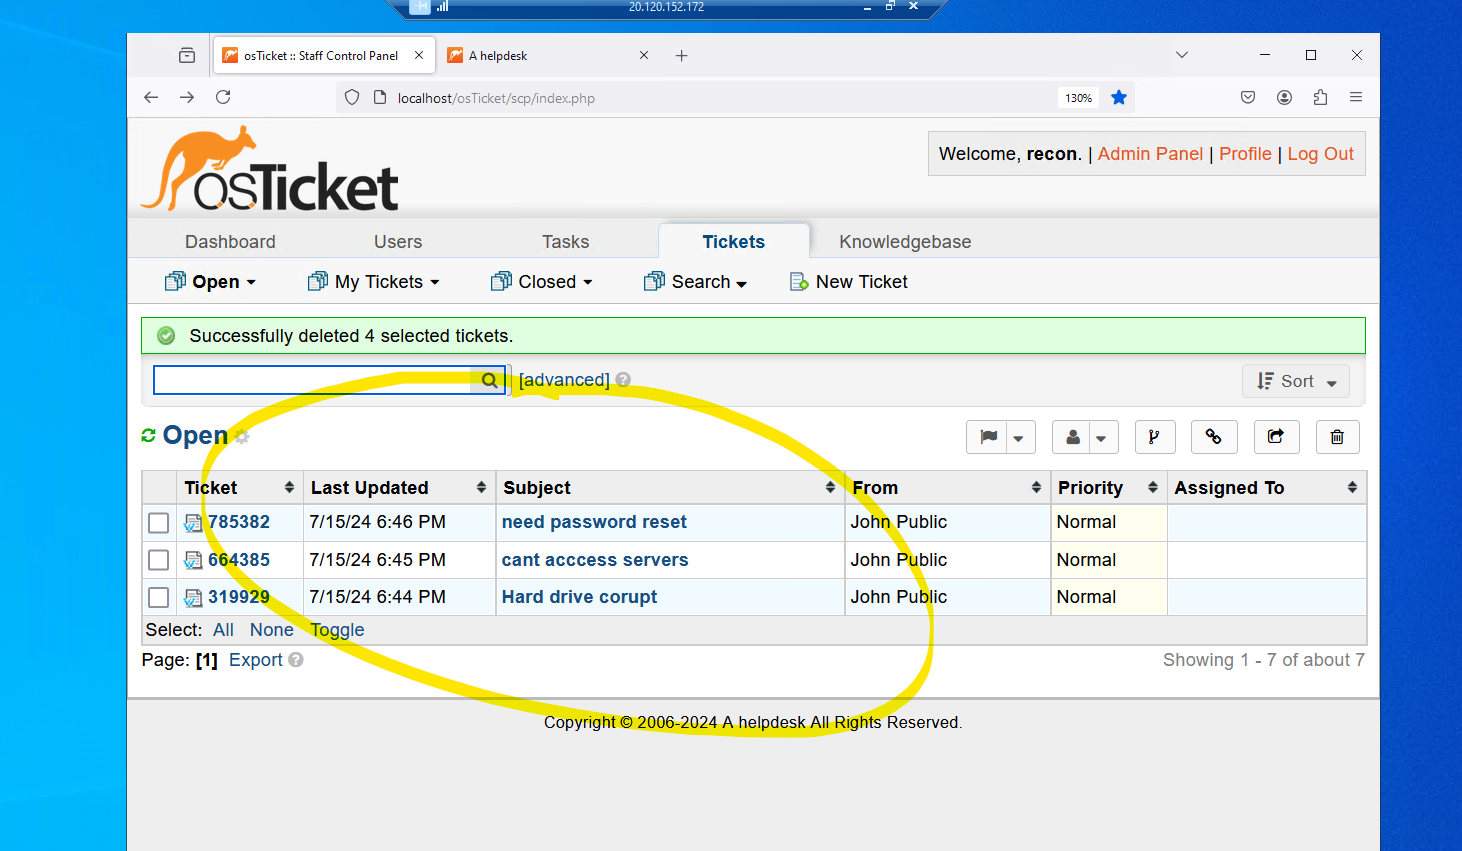 20.120.152.172
osTicket :: Staff Control Panel
A helpdesk
localhost/osTicket/scp/index.php
130%
osTicket
Welcome, recon. | Admin Panel | Profile | Log Out
Dashboard Users Tasks Tickets Knowledgebase
Open My Tickets Closed Search New Ticket
Successfully deleted 4 selected tickets.
[advanced] ?
Sort
Open
Ticket Last Updated Subject From Priority Assigned To
785382 7/15/24 6:46 PM need password reset John Public Normal
664385 7/15/24 6:45 PM cant acccess servers John Public Normal
319929 7/15/24 6:44 PM Hard drive corupt John Public Normal
Select: All None Toggle
Page: [1] Export ? Showing 1 - 7 of about 7
Copyright © 2006-2024 A helpdesk All Rights Reserved.